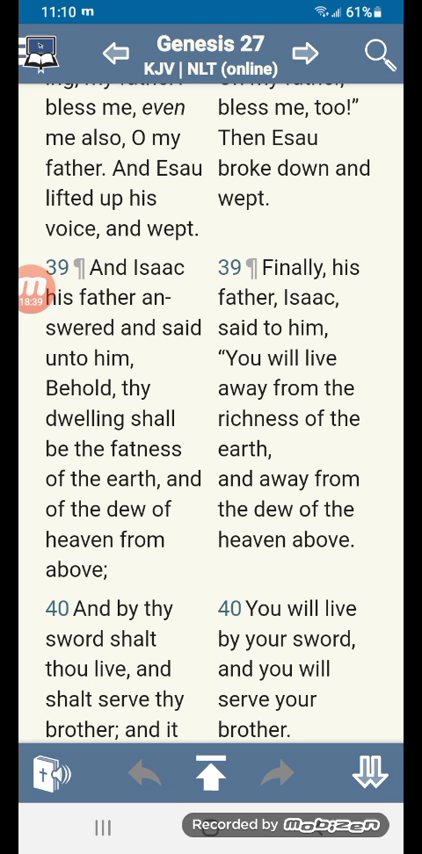 11:10 m
61%
Genesis 27
KJV | NLT (online)
bless me, even
me also, O my
father. And Esau
lifted up his
voice, and wept.
39 ¶ And Isaac
his father an-
swered and said
unto him,
Behold, thy
dwelling shall
be the fatness
of the earth, and
of the dew of
heaven from
above;
40 And by thy
sword shalt
thou live, and
shalt serve thy
brother; and it
bless me, too!”
Then Esau
broke down and
wept.
39 ¶ Finally, his
father, Isaac,
said to him,
“You will live
away from the
richness of the
earth,
and away from
the dew of the
heaven above.
40 You will live
by your sword,
and you will
serve your
brother.
m
18:39
Recorded by mobizen